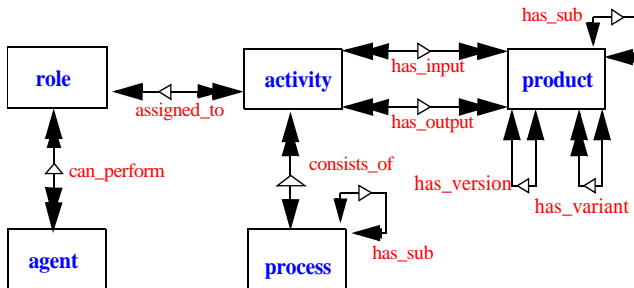 has_sub
role
activity
has_input
product
assigned_to
has_output
can_perform
consists_of
has_version
has_variant
agent
process
has_sub